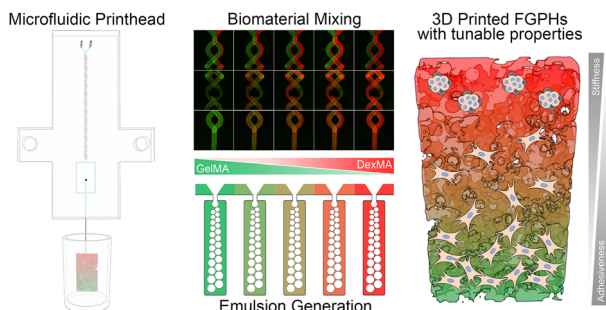 Microfluidic Printhead
Biomaterial Mixing
GelMA
DexMA
Emulsion Generation
3D Printed FGPHs
with tunable properties
Stiffness
Adhesiveness